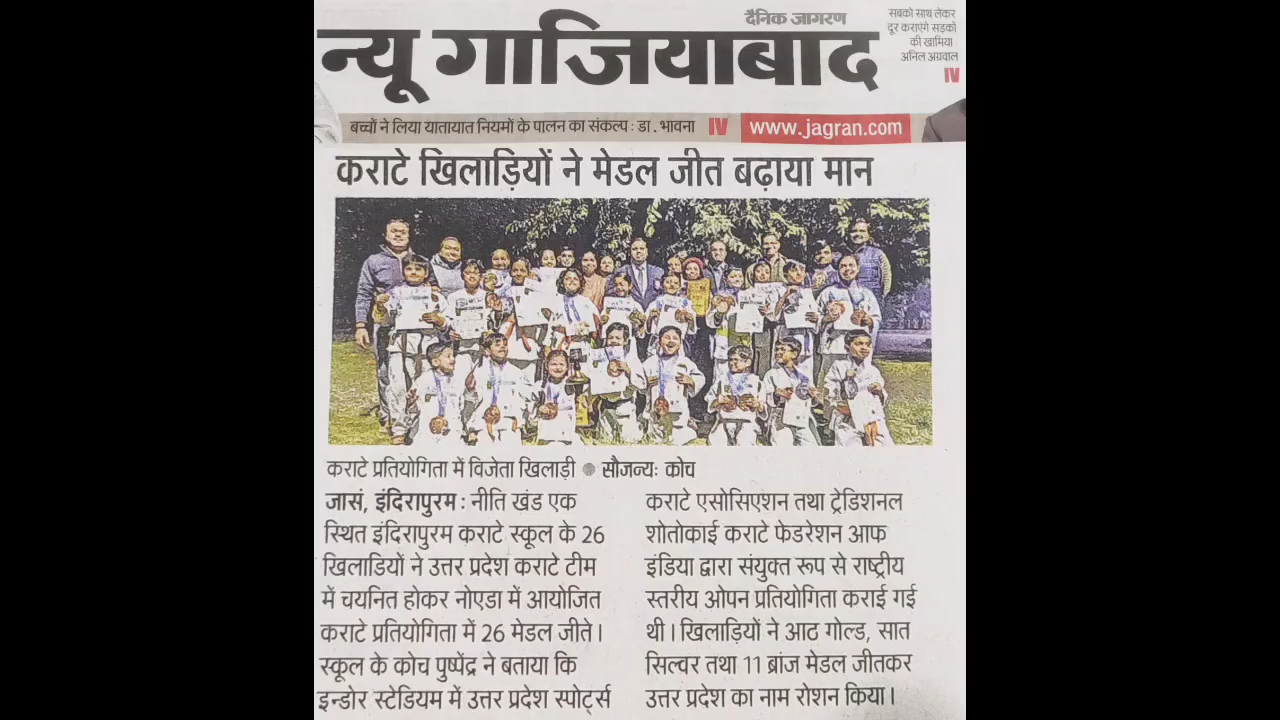 दैनिक जागरण
न्यू गाजियाबाद
सबको साथ लेकर
दूर कराएंगे सड़कों
की खामिया :
अनिल अग्रवाल
IV
बच्चों ने लिया यातायात नियमों के पालन का संकल्प : डा. भावना IV
www.jagran.com
कराटे खिलाड़ियों ने मेडल जीत बढ़ाया मान
कराटे प्रतियोगिता में विजेता खिलाड़ी ● सौजन्यः कोच
जासं, इंदिरापुरम : नीति खंड एक
स्थित इंदिरापुरम कराटे स्कूल के 26
खिलाडियों ने उत्तर प्रदेश कराटे टीम
में चयनित होकर नोएडा में आयोजित
कराटे प्रतियोगिता में 26 मेडल जीते।
स्कूल के कोच पुष्पेंद्र ने बताया कि
इन्डोर स्टेडियम में उत्तर प्रदेश स्पोर्ट्स
कराटे एसोसिएशन तथा ट्रेडिशनल
शोतोकाई कराटे फेडरेशन आफ
इंडिया द्वारा संयुक्त रूप से राष्ट्रीय
स्तरीय ओपन प्रतियोगिता कराई गई
थी। खिलाड़ियों ने आठ गोल्ड, सात
सिल्वर तथा 11 ब्रांज मेडल जीतकर
उत्तर प्रदेश का नाम रोशन किया।